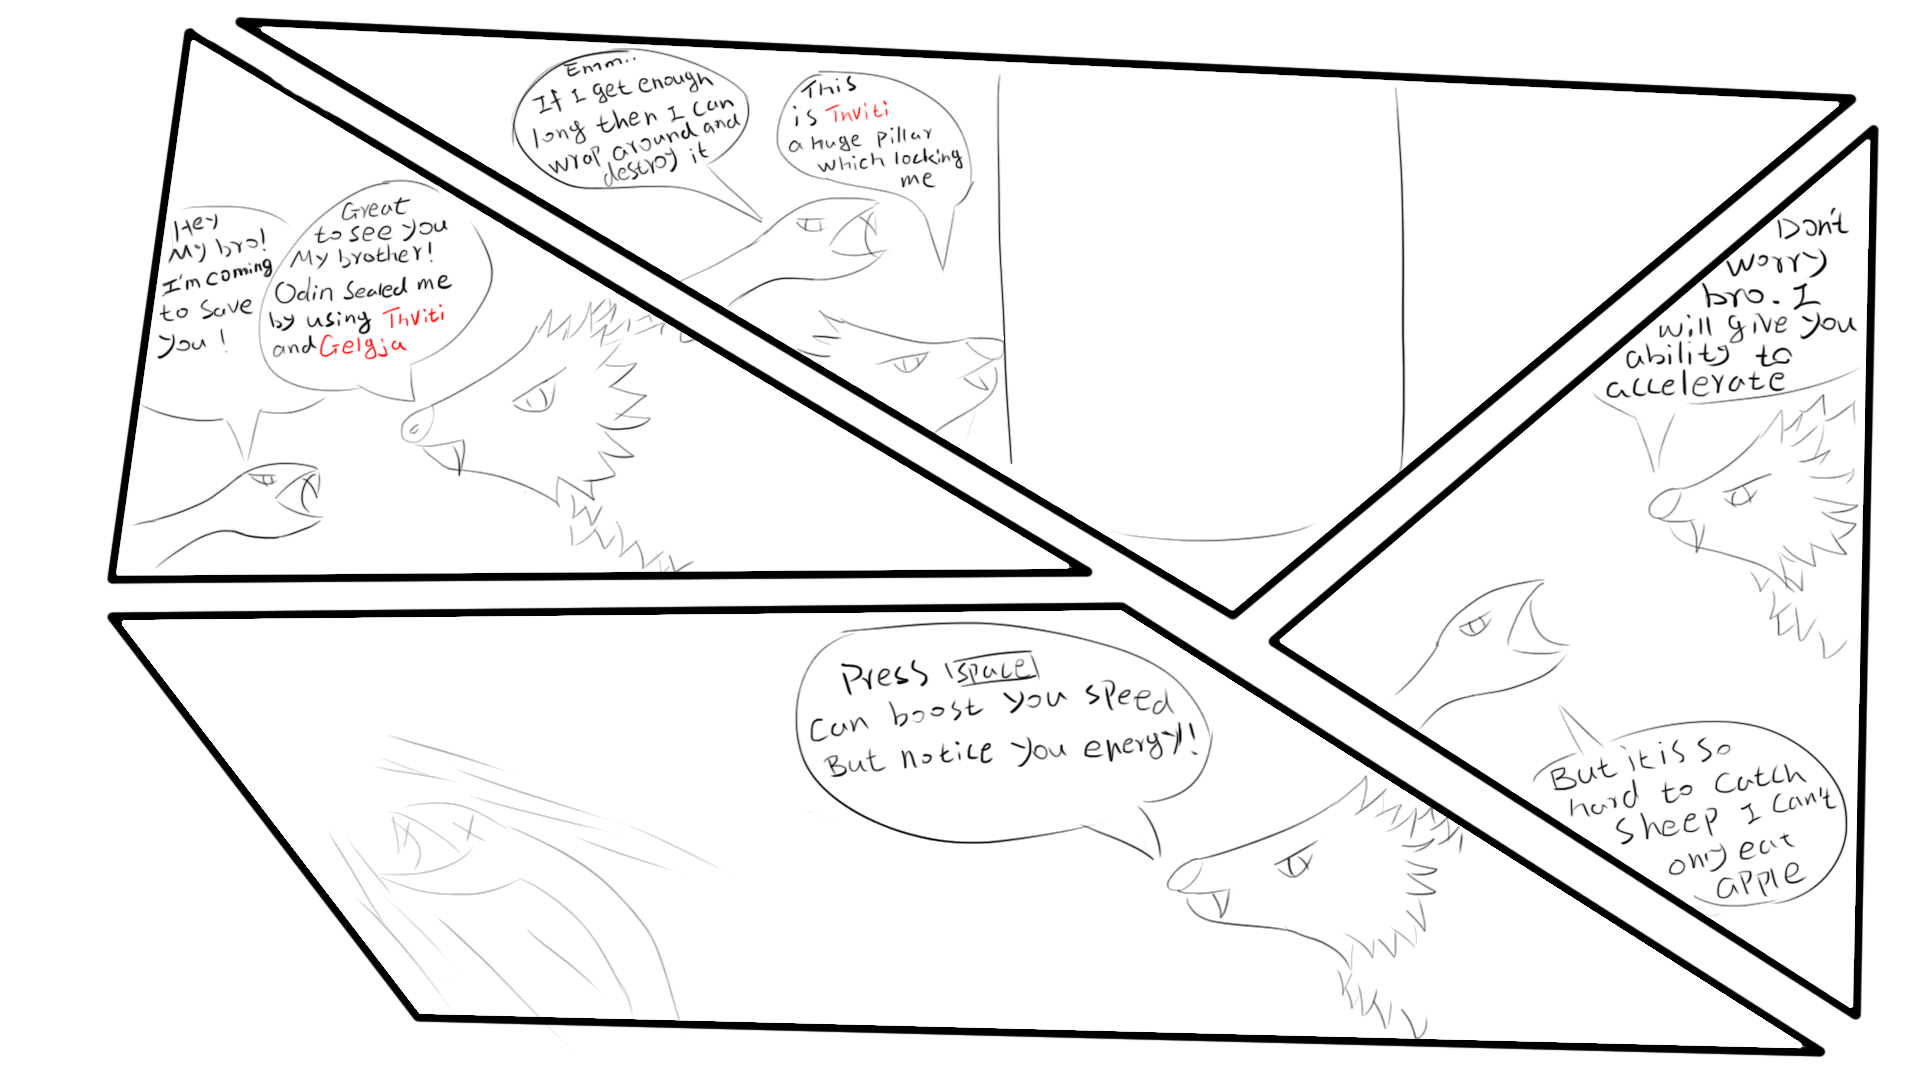 Hey
My bro!
I'm coming
to save
you!
Great
to see you
My brother!
Odin sealed me
by using Thviti
and Gelgja
Emm..
If I get enough
long then I can
wrap around and
destroy it
This
is Thviti
a huge pillar
which locking
me
Don't
worry
bro. I
will give you
ability to
accelerate
But it is so
hard to catch
sheep I can't
only eat
apple
Press space
can boost you speed
But notice you energy!